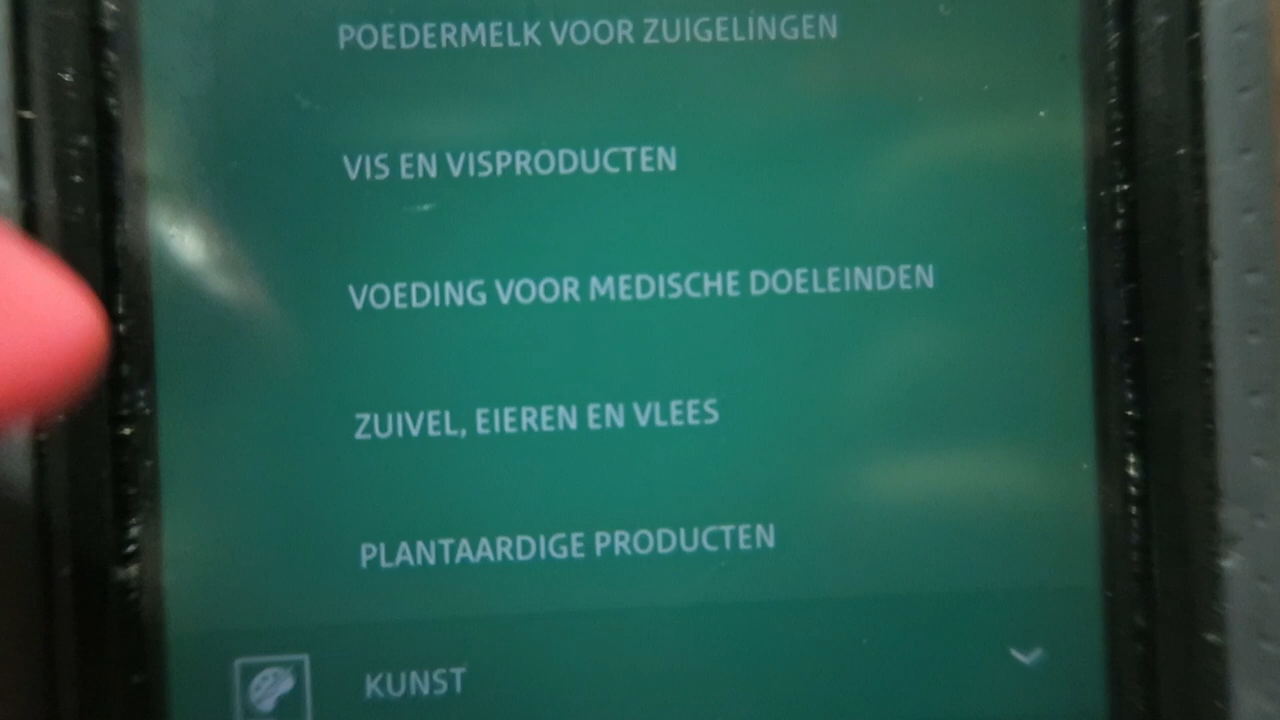 POEDERMELK VOOR ZUIGELINGEN
VIS EN VISPRODUCTEN
VOEDING VOOR MEDISCHE DOELEINDEN
ZUIVEL, EIEREN EN VLEES
PLANTAARDIGE PRODUCTEN
KUNST